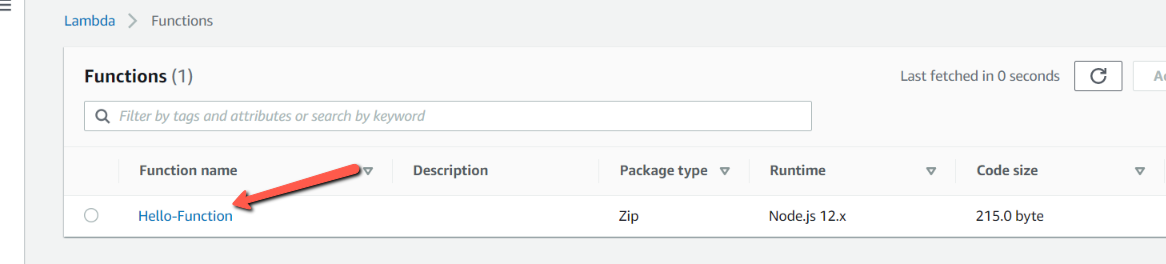 Lambda > Functions
Functions (1)
Last fetched in 0 seconds
Filter by tags and attributes or search by keyword
Function name Description Package type Runtime Code size
Hello-Function Zip Node.js 12.x 215.0 byte